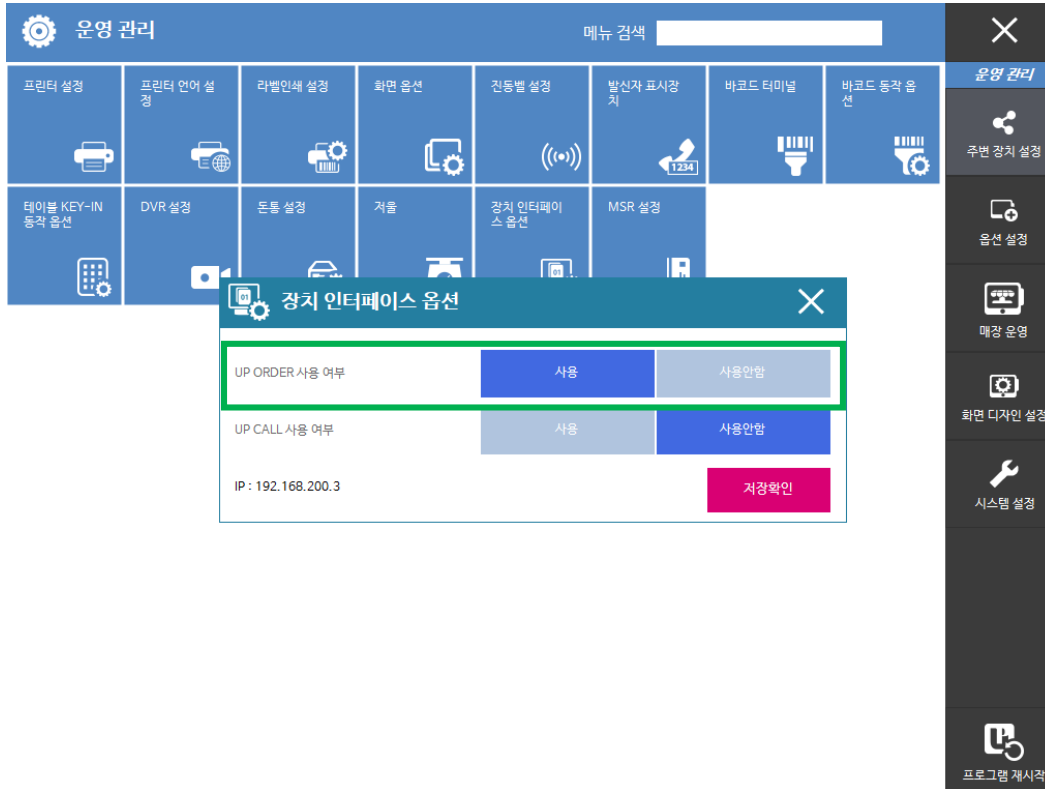 운영 관리
메뉴 검색
프린터 설정
프린터 언어 설
정
라벨인쇄 설정
화면 옵션
진동벨 설정
발신자 표시장
치
1234
바코드 터미널
바코드 동작 옵
션
테이블 KEY-IN
동작 옵션
DVR 설정
돈통 설정
저울
장치 인터페이
스 옵션
01
MSR 설정
01
장치 인터페이스 옵션
UP ORDER 사용 여부
사용
사용안함
UP CALL 사용 여부
사용
사용안함
IP : 192.168.200.3
저장확인
운영 관리
주변 장치 설정
옵션 설정
매장 운영
화면 디자인 설정
시스템 설정
프로그램 재시작